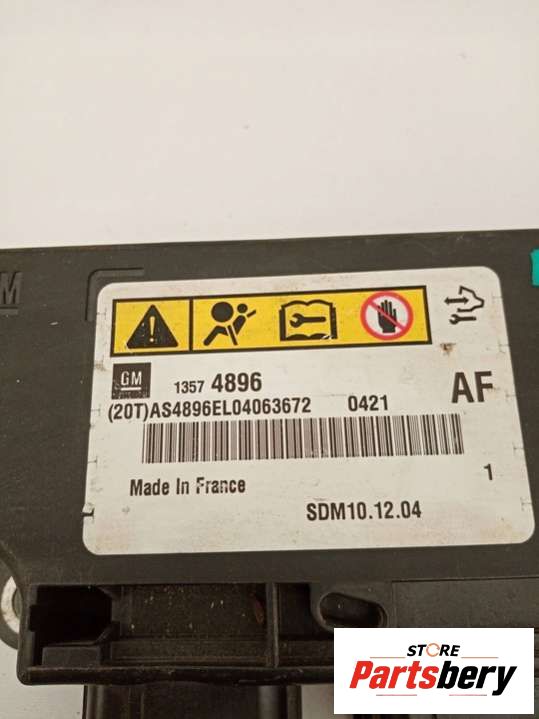 M
GM
1357 4896
AF
(20T)AS4896EL04063672 0421
Made In France
1
SDM10.12.04
STORE
Partsbery